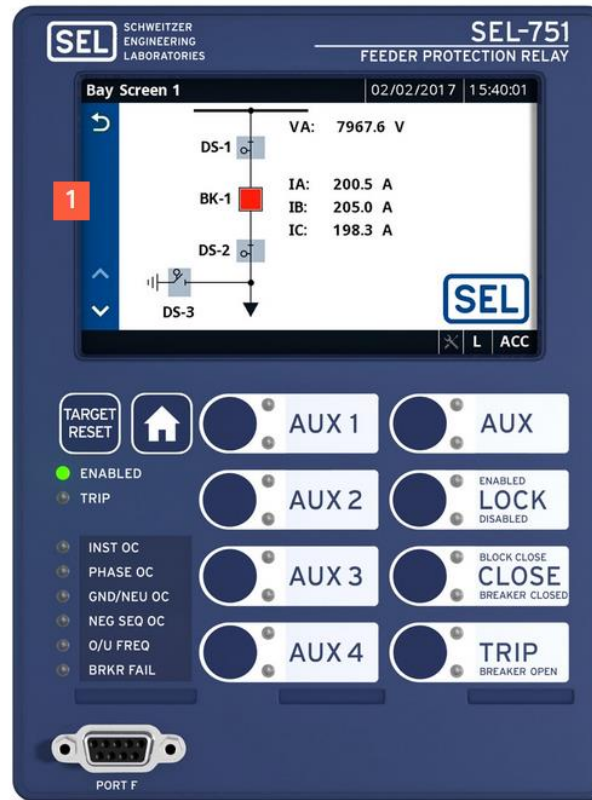 SEL SCHWEITZER
ENGINEERING
LABORATORIES
SEL-751
FEEDER PROTECTION RELAY
Bay Screen 1 02/02/2017 15:40:01
1
VA: 7967.6 V
DS-1
BK-1
IA: 200.5 A
IB: 205.0 A
IC: 198.3 A
DS-2
DS-3
SEL
L ACC
TARGET
RESET
AUX 1
AUX
ENABLED
TRIP
AUX 2
ENABLED
LOCK
DISABLED
INST OC
PHASE OC
GND/NEU OC
NEG SEQ OC
O/U FREQ
BRKR FAIL
AUX 3
BLOCK CLOSE
CLOSE
BREAKER CLOSED
AUX 4
TRIP
BREAKER OPEN
PORT F